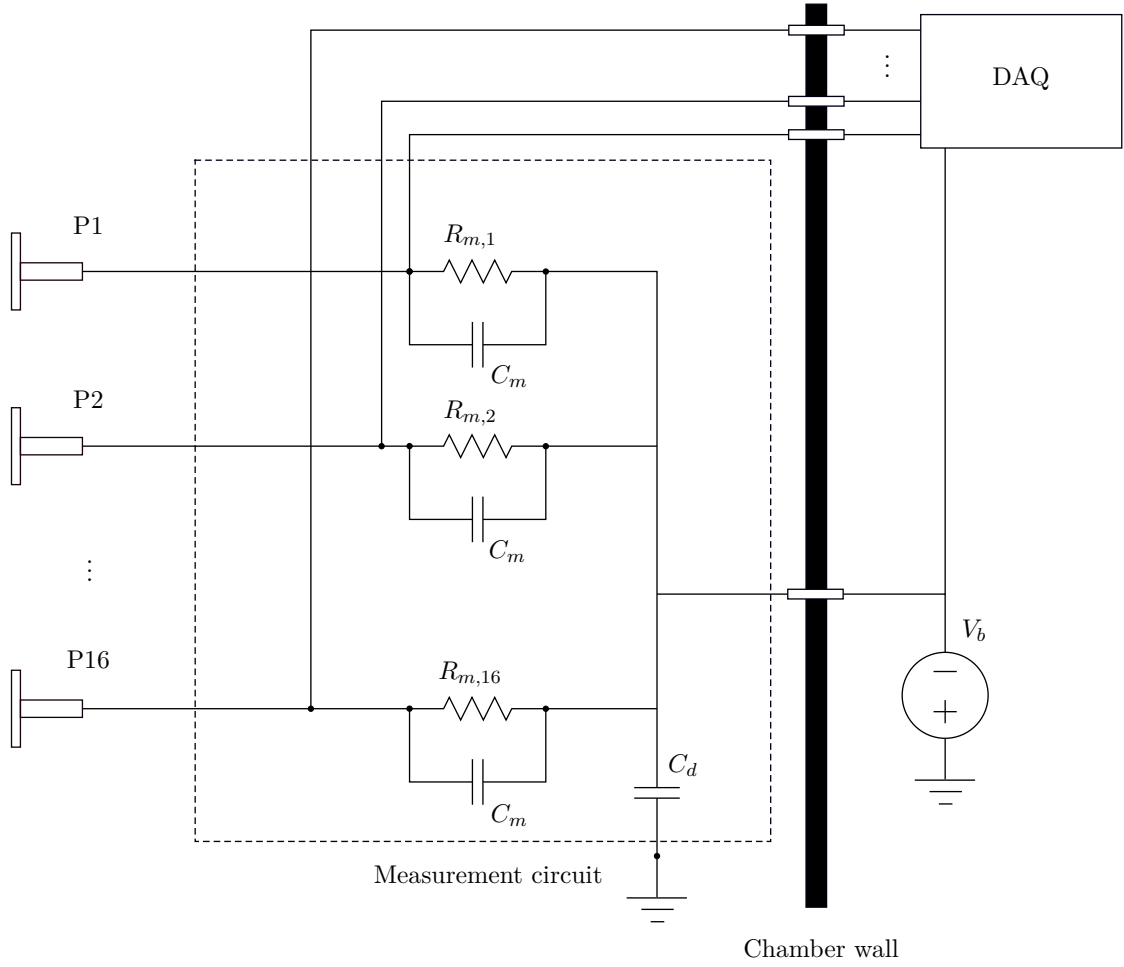 DAQ
⋮
P1
R_{m,1}
C_m
P2
R_{m,2}
C_m
⋮
V_b
P16
R_{m,16}
C_d
C_m
Measurement circuit
Chamber wall